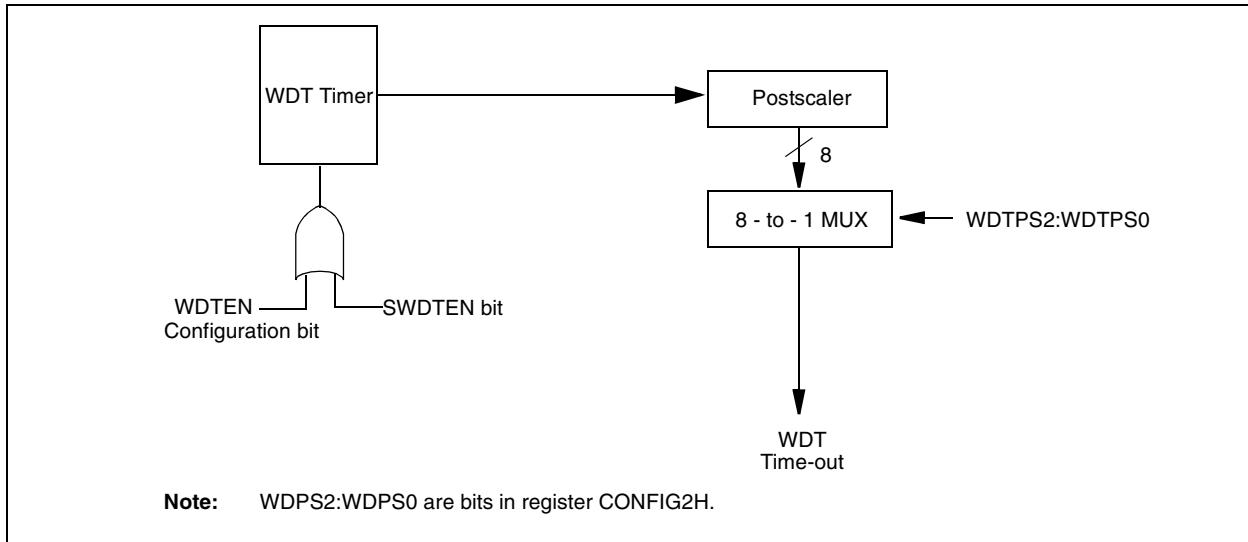 WDT Timer
Postscaler
8
8 - to - 1 MUX
WDTPS2:WDTPS0
WDTEN
Configuration bit
SWDTEN bit
WDT
Time-out
Note: WDPS2:WDPS0 are bits in register CONFIG2H.